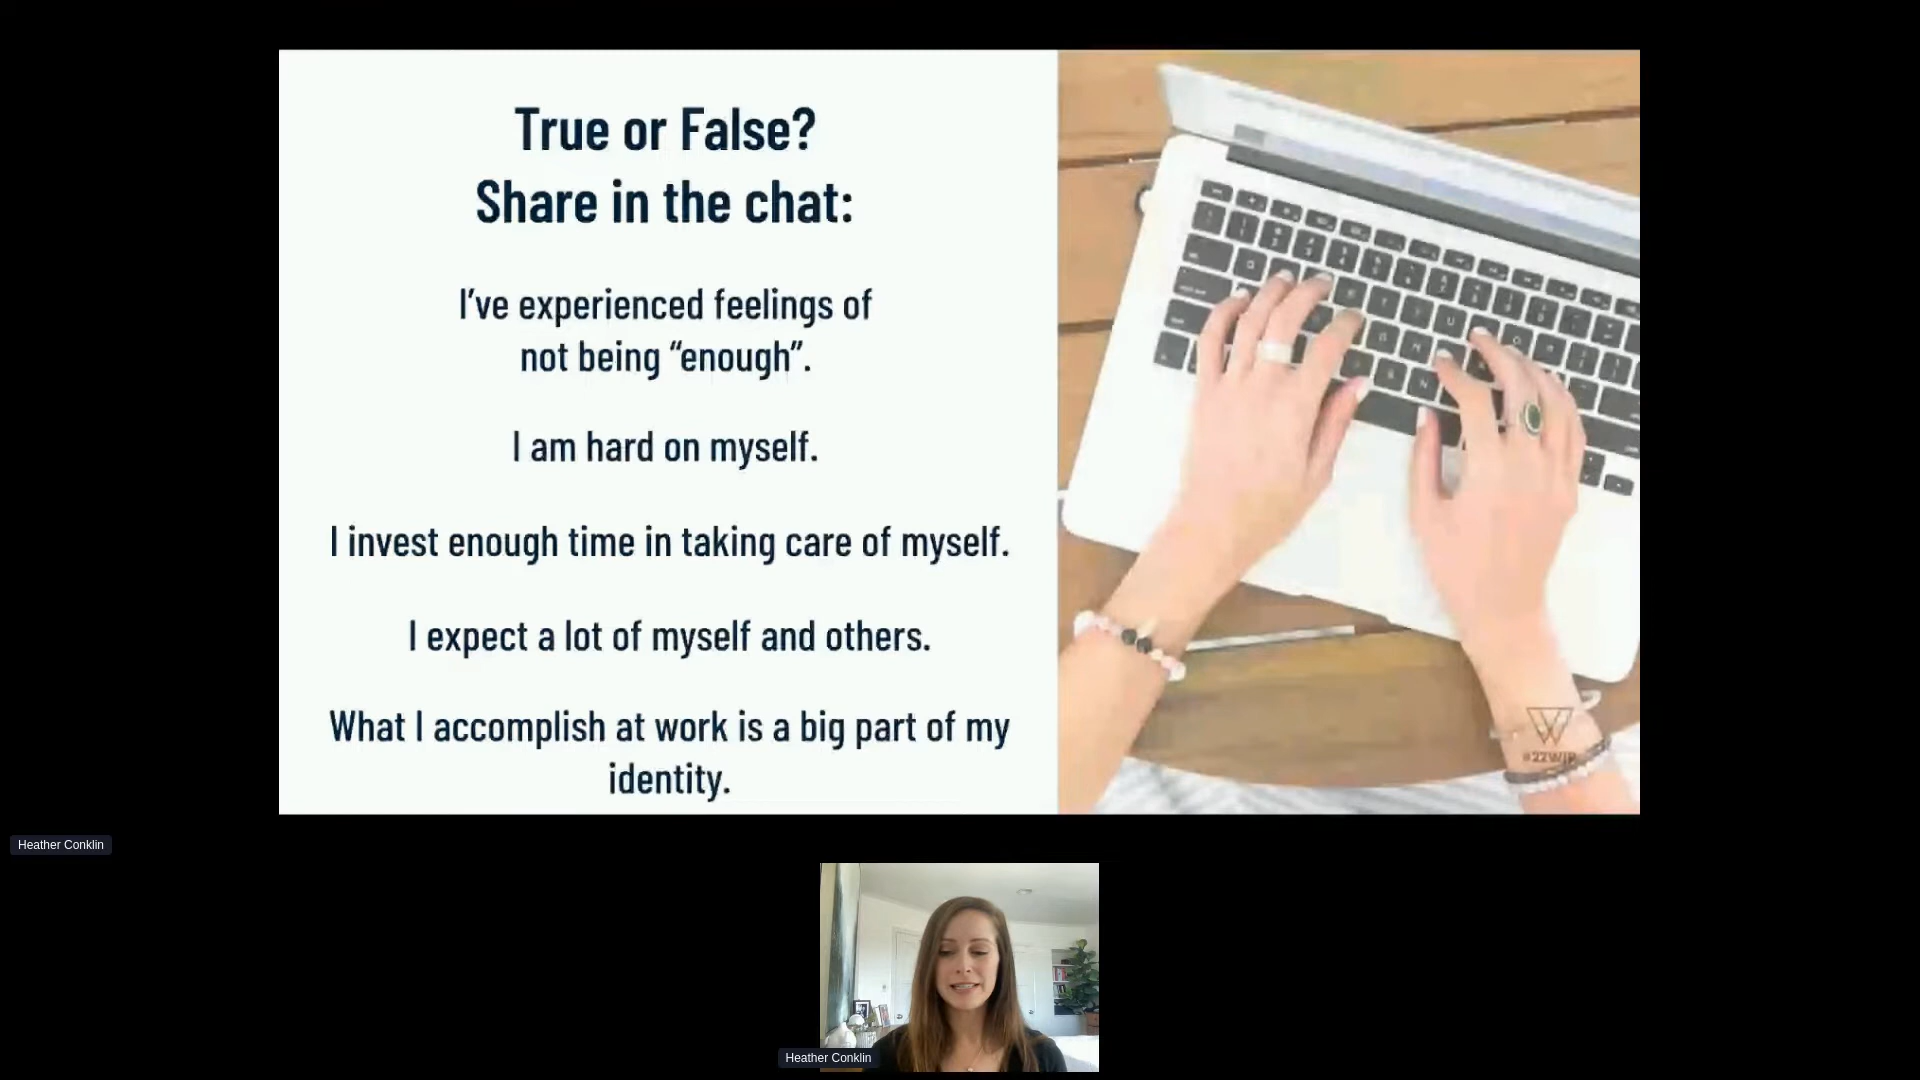 True or False?
Share in the chat:
I’ve experienced feelings of
not being “enough”.
I am hard on myself.
I invest enough time in taking care of myself.
I expect a lot of myself and others.
What I accomplish at work is a big part of my
identity.
#22WIP
Heather Conklin
Heather Conklin